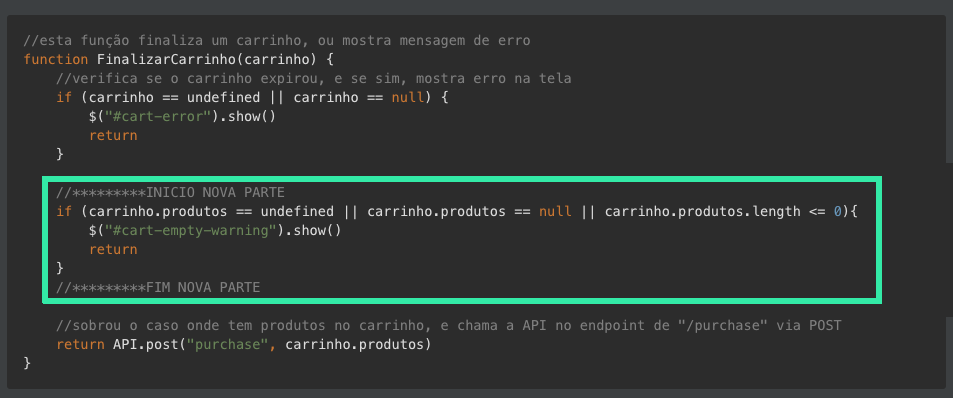 //esta função finaliza um carrinho, ou mostra mensagem de erro
function FinalizarCarrinho(carrinho) {
    //verifica se o carrinho expirou, e se sim, mostra erro na tela
    if (carrinho == undefined || carrinho == null) {
        $("#cart-error").show()
        return
    }
    //*********INICIO NOVA PARTE
    if (carrinho.produtos == undefined || carrinho.produtos == null || carrinho.produtos.length <= 0){
        $("#cart-empty-warning").show()
        return
    }
    //*********FIM NOVA PARTE
    //sobrou o caso onde tem produtos no carrinho, e chama a API no endpoint de "/purchase" via POST
    return API.post("purchase", carrinho.produtos)
}